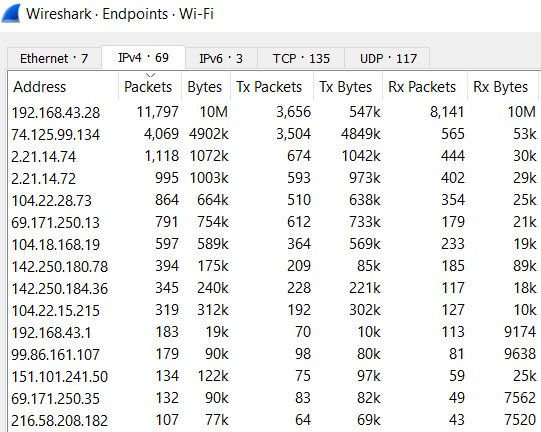 Wireshark · Endpoints · Wi-Fi
Ethernet · 7 IPv4 · 69 IPv6 · 3 TCP · 135 UDP · 117
Address Packets Bytes Tx Packets Tx Bytes Rx Packets Rx Bytes
192.168.43.28 11,797 10M 3,656 547k 8,141 10M
74.125.99.134 4,069 4902k 3,504 4849k 565 53k
2.21.14.74 1,118 1072k 674 1042k 444 30k
2.21.14.72 995 1003k 593 973k 402 29k
104.22.28.73 864 664k 510 638k 354 25k
69.171.250.13 791 754k 612 733k 179 21k
104.18.168.19 597 589k 364 569k 233 19k
142.250.180.78 394 175k 209 85k 185 89k
142.250.184.36 345 240k 228 221k 117 18k
104.22.15.215 319 312k 192 302k 127 10k
192.168.43.1 183 19k 70 10k 113 9174
99.86.161.107 179 90k 98 80k 81 9638
151.101.241.50 134 122k 75 97k 59 25k
69.171.250.35 132 90k 83 82k 49 7562
216.58.208.182 107 77k 64 69k 43 7520